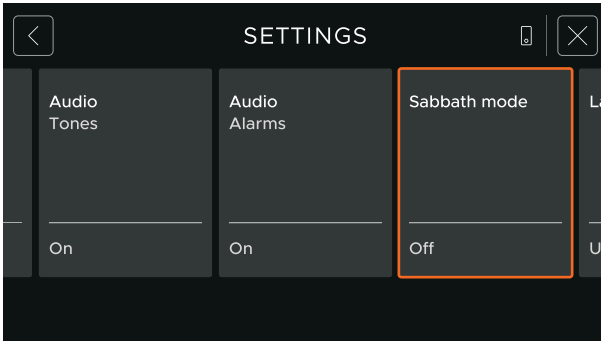 SETTINGS
Audio
Tones
On
Audio
Alarms
On
Sabbath mode
Off